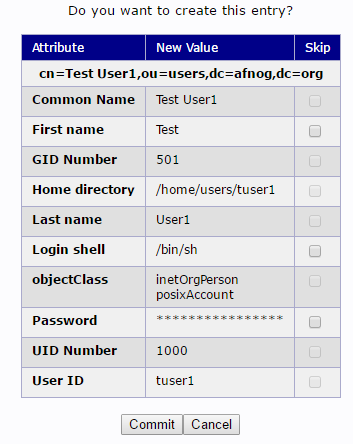 Do you want to create this entry?
Attribute New Value Skip
cn=Test User1,ou=users,dc=afnog,dc=org
Common Name Test User1
First name Test
GID Number 501
Home directory /home/users/tuser1
Last name User1
Login shell /bin/sh
objectClass inetOrgPerson
posixAccount
Password ****************
UID Number 1000
User ID tuser1
Commit Cancel